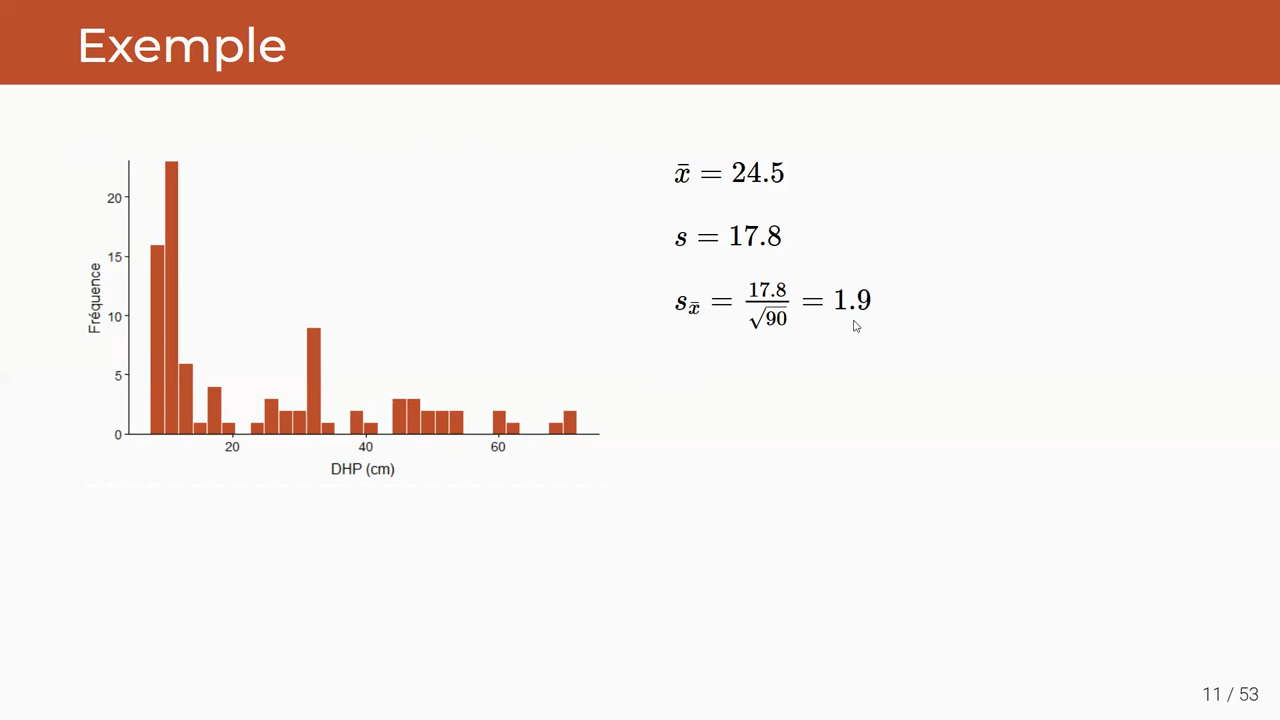 Exemple
Fréquence
20
15
10
5
0
20 40 60
DHP (cm)
x̄ = 24.5
s = 17.8
s_x̄ = 17.8/√90 = 1.9
11 / 53